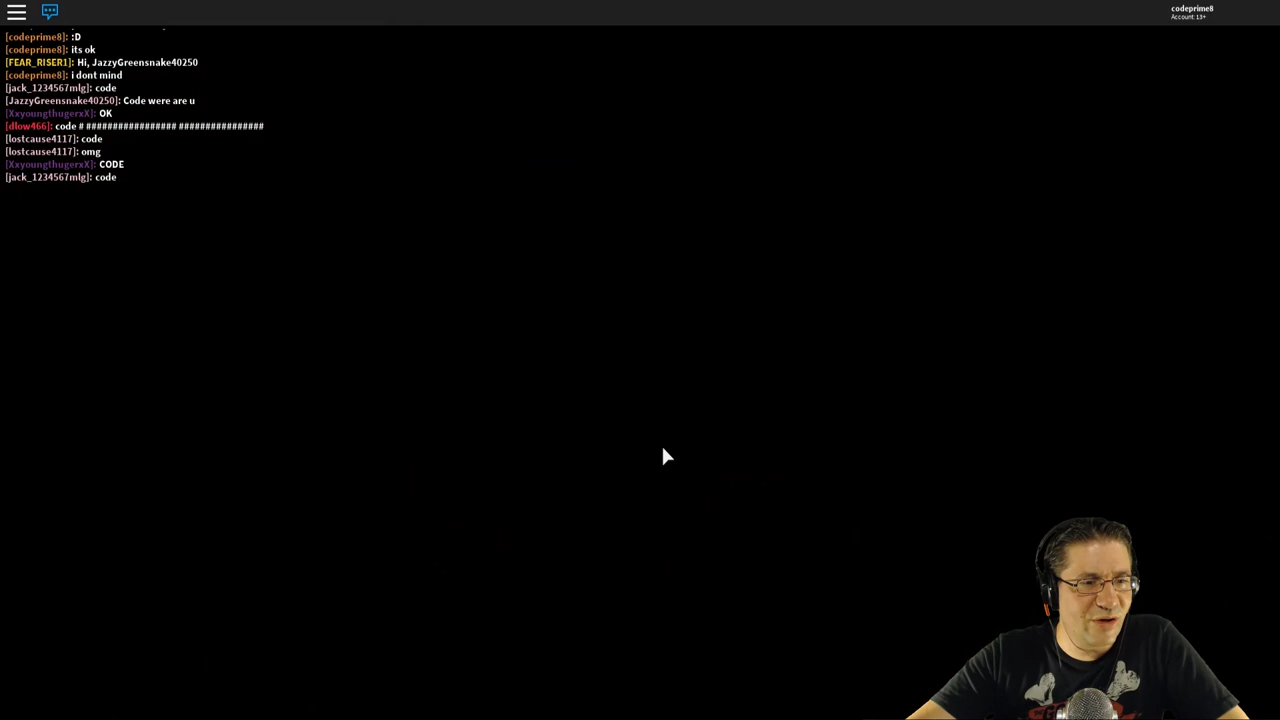 codeprime8
Account: 13+
[codeprime8]: :D
[codeprime8]: its ok
[FEAR_RISER1]: Hi, JazzyGreensnake40250
[codeprime8]: i dont mind
[jack_1234567mlg]: code
[JazzyGreensnake40250]: Code were are u
[XxyoungthugerxX]: OK
[dlow466]: code # ################# ################
[lostcause4117]: code
[lostcause4117]: omg
[XxyoungthugerxX]: CODE
[jack_1234567mlg]: code